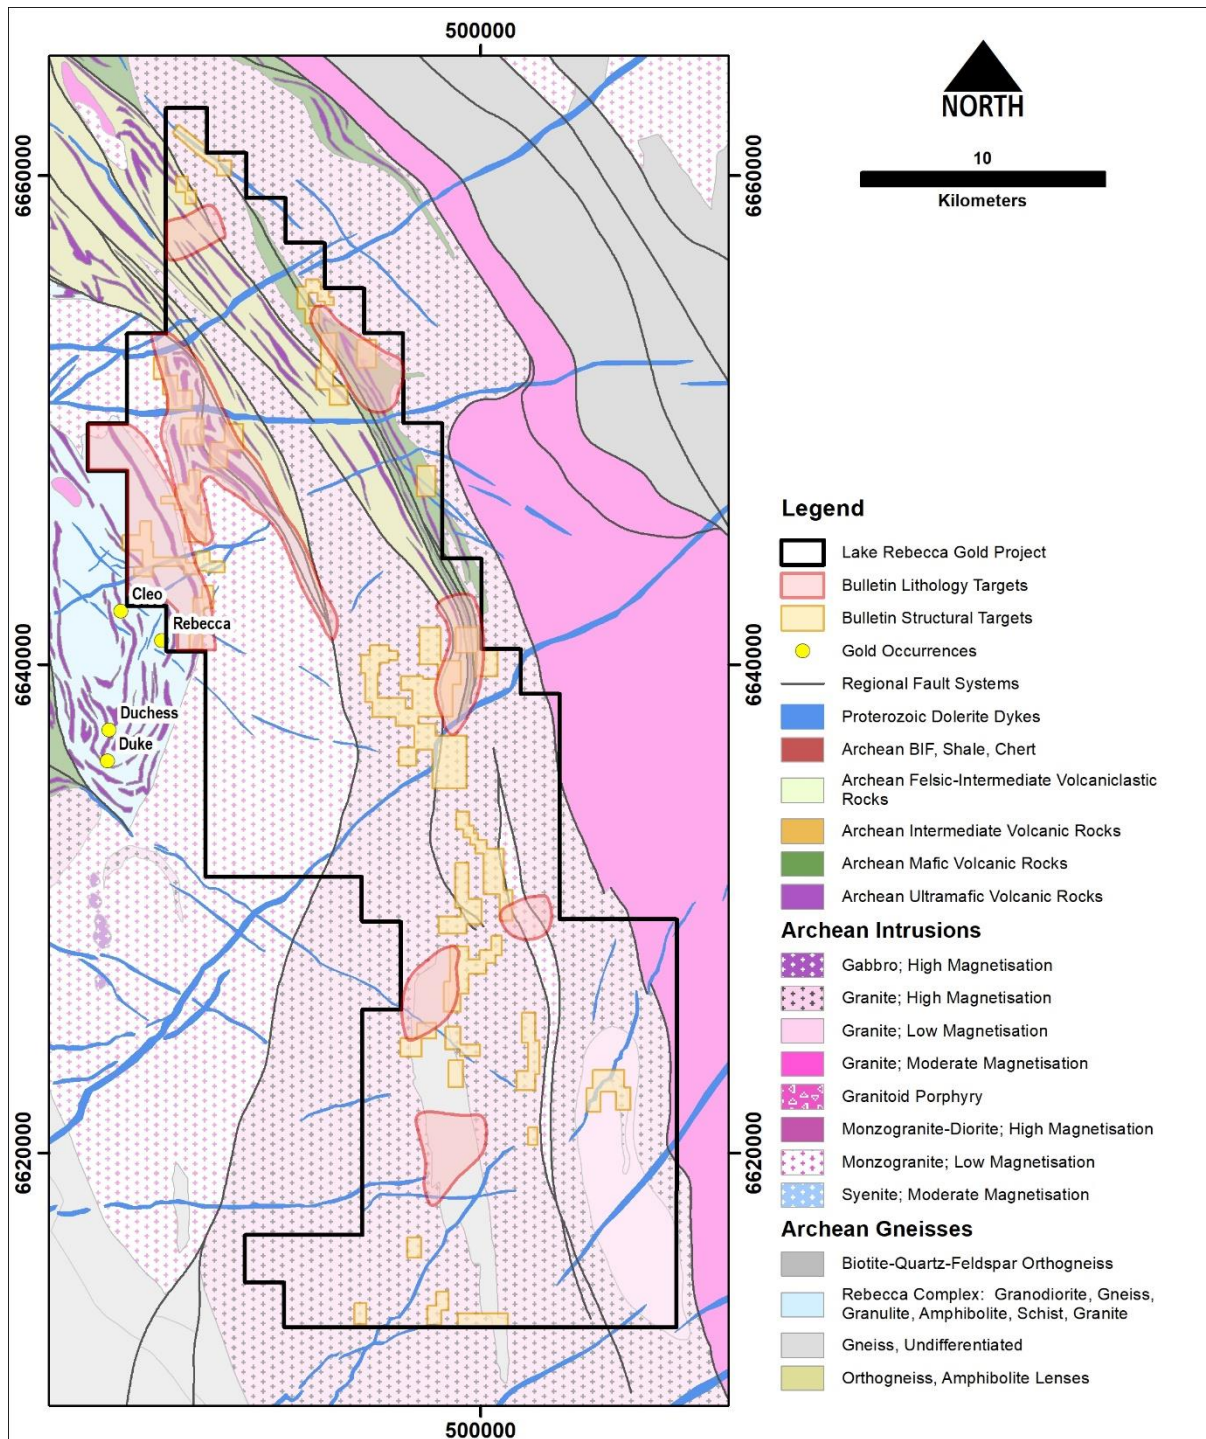 500000
NORTH
10
Kilometers
6660000
6660000
Cleo
Rebecca
6640000
6640000
Duchess
Duke
6620000
6620000
500000
Legend
Lake Rebecca Gold Project
Bulletin Lithology Targets
Bulletin Structural Targets
Gold Occurrences
Regional Fault Systems
Proterozoic Dolerite Dykes
Archean BIF, Shale, Chert
Archean Felsic-Intermediate Volcaniclastic
Rocks
Archean Intermediate Volcanic Rocks
Archean Mafic Volcanic Rocks
Archean Ultramafic Volcanic Rocks
Archean Intrusions
Gabbro; High Magnetisation
Granite; High Magnetisation
Granite; Low Magnetisation
Granite; Moderate Magnetisation
Granitoid Porphyry
Monzogranite-Diorite; High Magnetisation
Monzogranite; Low Magnetisation
Syenite; Moderate Magnetisation
Archean Gneisses
Biotite-Quartz-Feldspar Orthogneiss
Rebecca Complex: Granodiorite, Gneiss,
Granulite, Amphibolite, Schist, Granite
Gneiss, Undifferentiated
Orthogneiss, Amphibolite Lenses